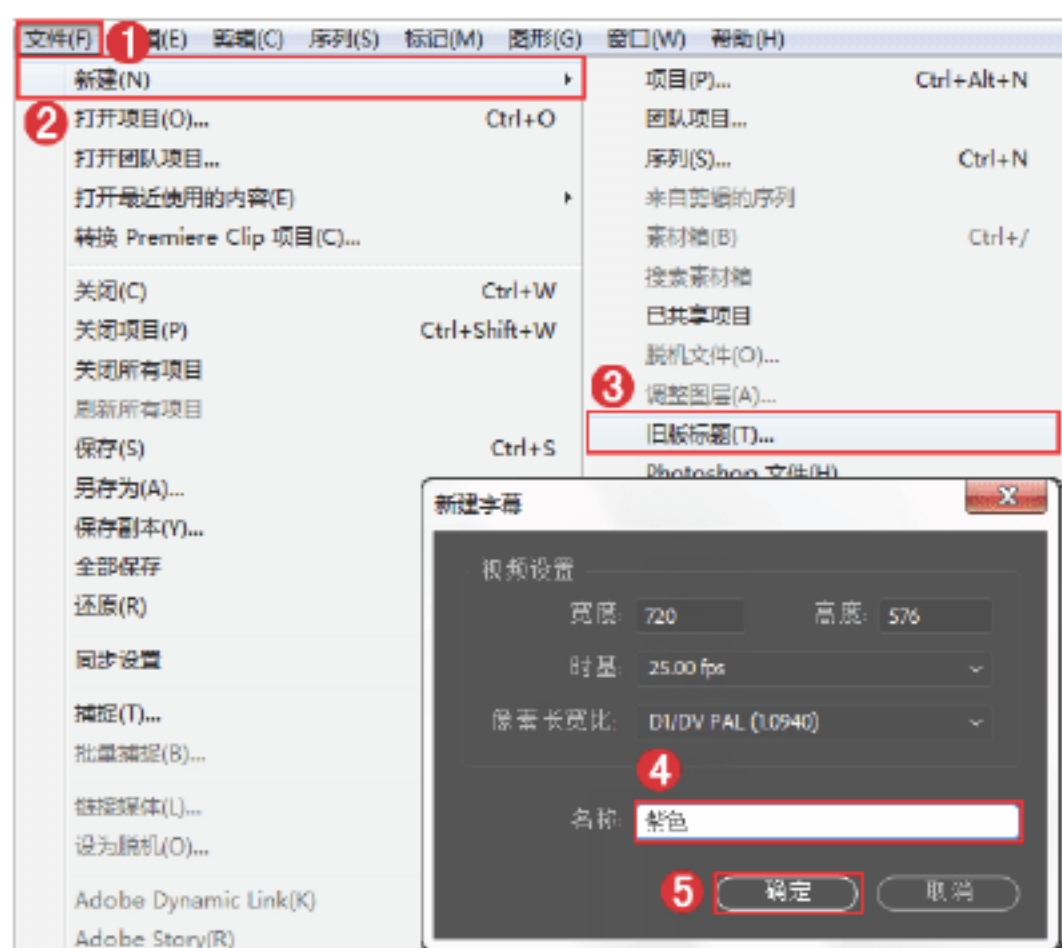 文件(F) 1 辑(E) 剪辑(C) 序列(S) 标记(M) 图形(G) 窗口(W) 帮助(H)
新建(N)
2
打开项目(O)... Ctrl+O
打开团队项目...
打开最近使用的内容(E)
转换 Premiere Clip 项目(C)...
关闭(C) Ctrl+W
关闭项目(P) Ctrl+Shift+W
关闭所有项目
刷新所有项目
保存(S) Ctrl+S
另存为(A)...
保存副本(Y)...
全部保存
还原(R)
同步设置
捕捉(T)...
批量捕捉(B)...
链接媒体(L)...
设为脱机(O)...
Adobe Dynamic Link(K)
Adobe Story(R)
项目(P)... Ctrl+Alt+N
团队项目...
序列(S)... Ctrl+N
来自剪辑的序列
素材箱(B) Ctrl+/
搜索素材箱
已共享项目
脱机文件(O)...
3
调整图层(A)...
旧版标题(T)...
Photoshop 文件(H)
新建字幕 X
视频设置
宽度: 720 高度: 576
时基: 25.00 fps
像素长宽比: D1/DV PAL (1.0940)
4
名称: 紫色
5 确定 取消